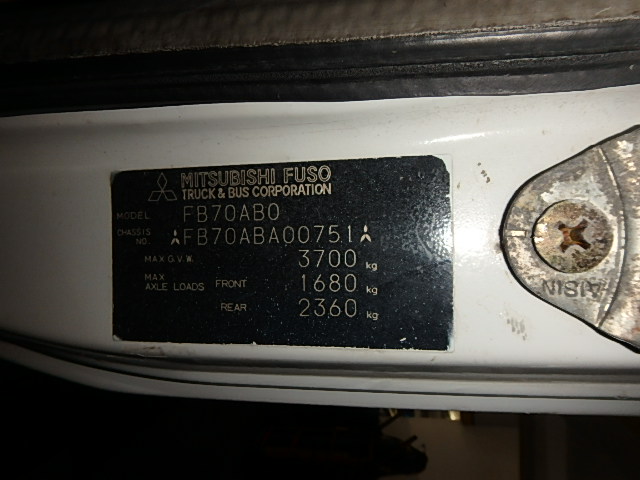 MITSUBISHI FUSO
TRUCK & BUS CORPORATION
MODEL FB70AB0
CHASSIS NO. FB70ABA00751
MAX G.V.W. 3700 kg
MAX AXLE LOADS FRONT 1680 kg
REAR 2360 kg
AISIN